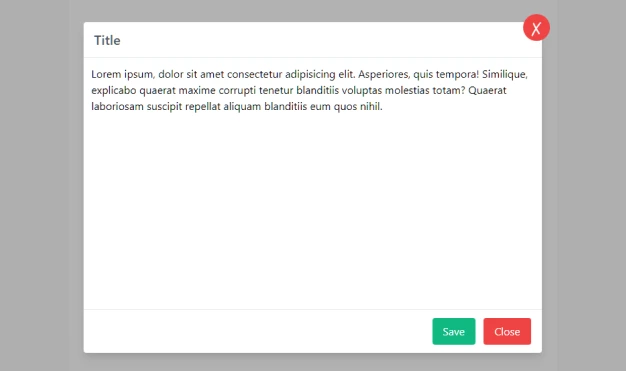 Title
X
Lorem ipsum, dolor sit amet consectetur adipisicing elit. Asperiores, quis tempora! Similique,
explicabo quaerat maxime corrupti tenetur blanditiis voluptas molestias totam? Quaerat
laboriosam suscipit repellat aliquam blanditiis eum quos nihil.
Save Close